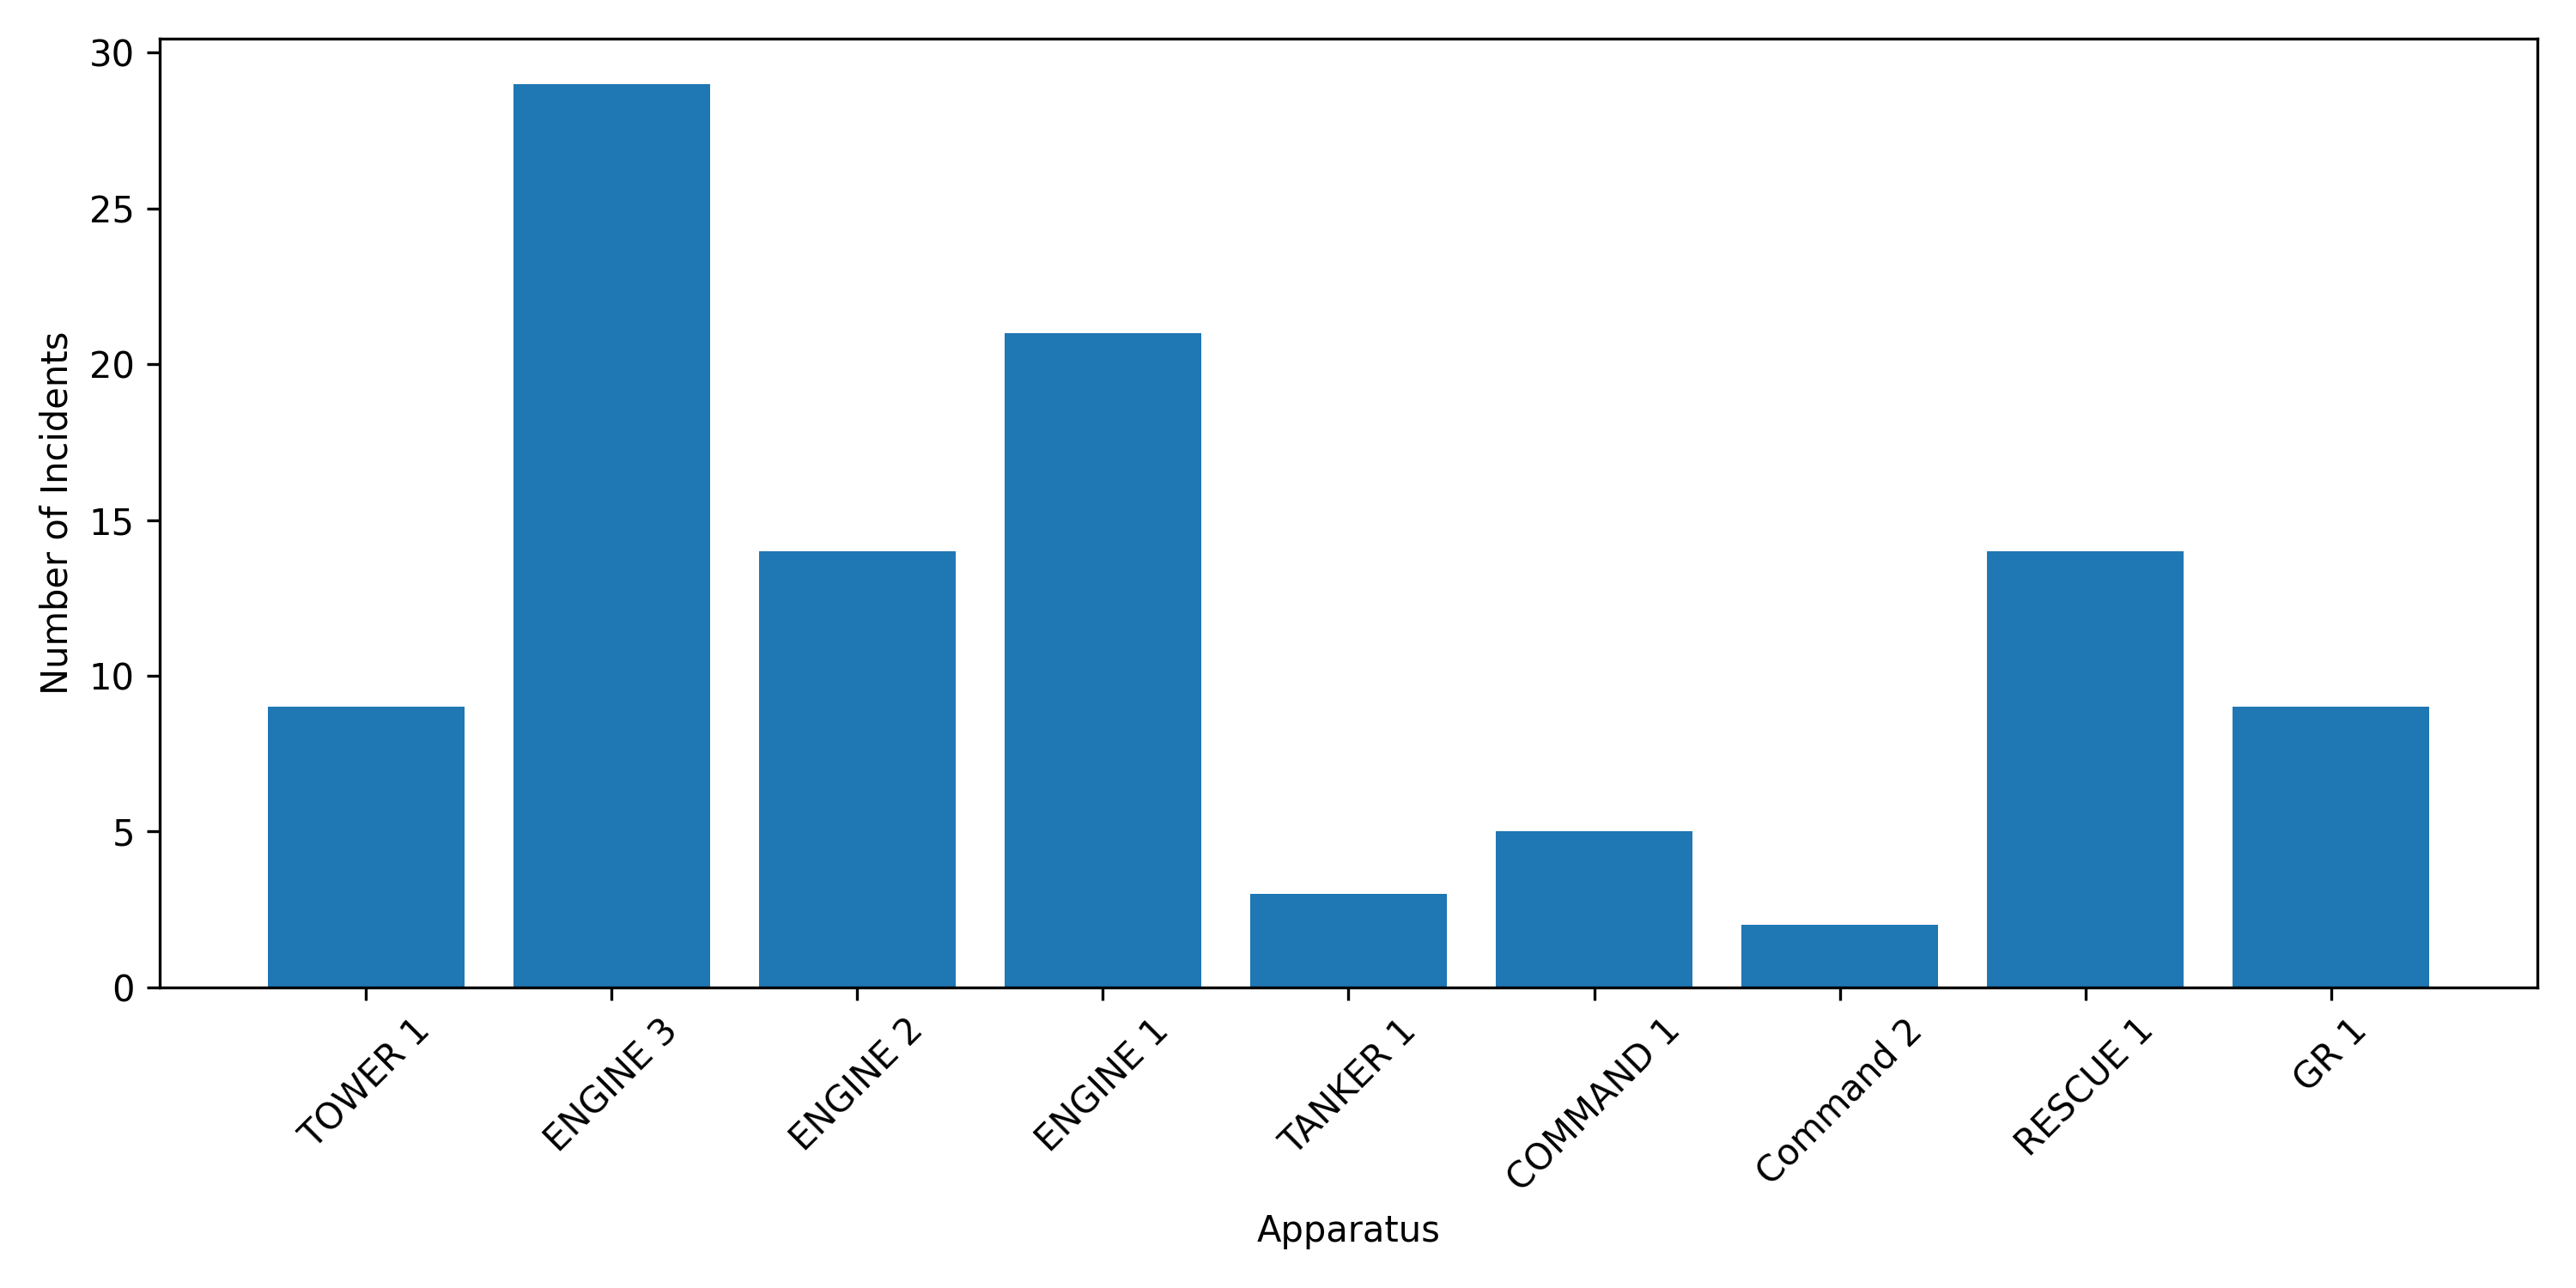 Number of Incidents
30
25
20
15
10
5
0
TOWER 1
ENGINE 3
ENGINE 2
ENGINE 1
TANKER 1
COMMAND 1
Command 2
RESCUE 1
GR 1
Apparatus